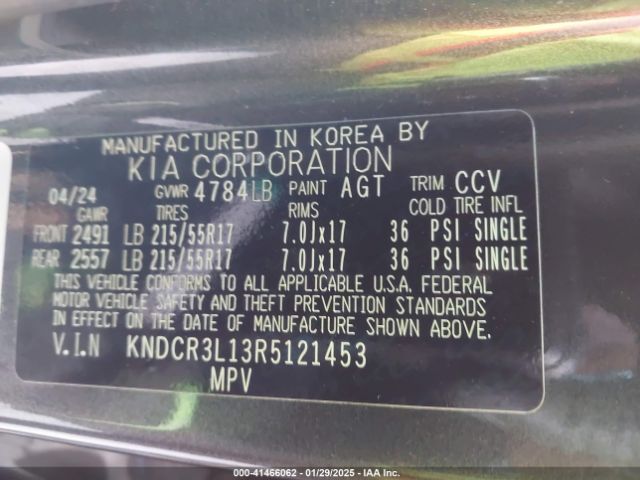 MANUFACTURED IN KOREA BY
KIA CORPORATION
04/24 GVWR 4784LB PAINT AGT TRIM CCV
GAWR TIRES RIMS COLD TIRE INFL
FRONT 2491 LB 215/55R17 7.0Jx17 36 PSI SINGLE
REAR 2557 LB 215/55R17 7.0Jx17 36 PSI SINGLE
THIS VEHICLE CONFORMS TO ALL APPLICABLE U.S.A. FEDERAL
MOTOR VEHICLE SAFETY AND THEFT PREVENTION STANDARDS
IN EFFECT ON THE DATE OF MANUFACTURE SHOWN ABOVE.
V.I.N KNDCR3L13R5121453
MPV
000-41466062 - 01/29/2025 - IAA Inc.